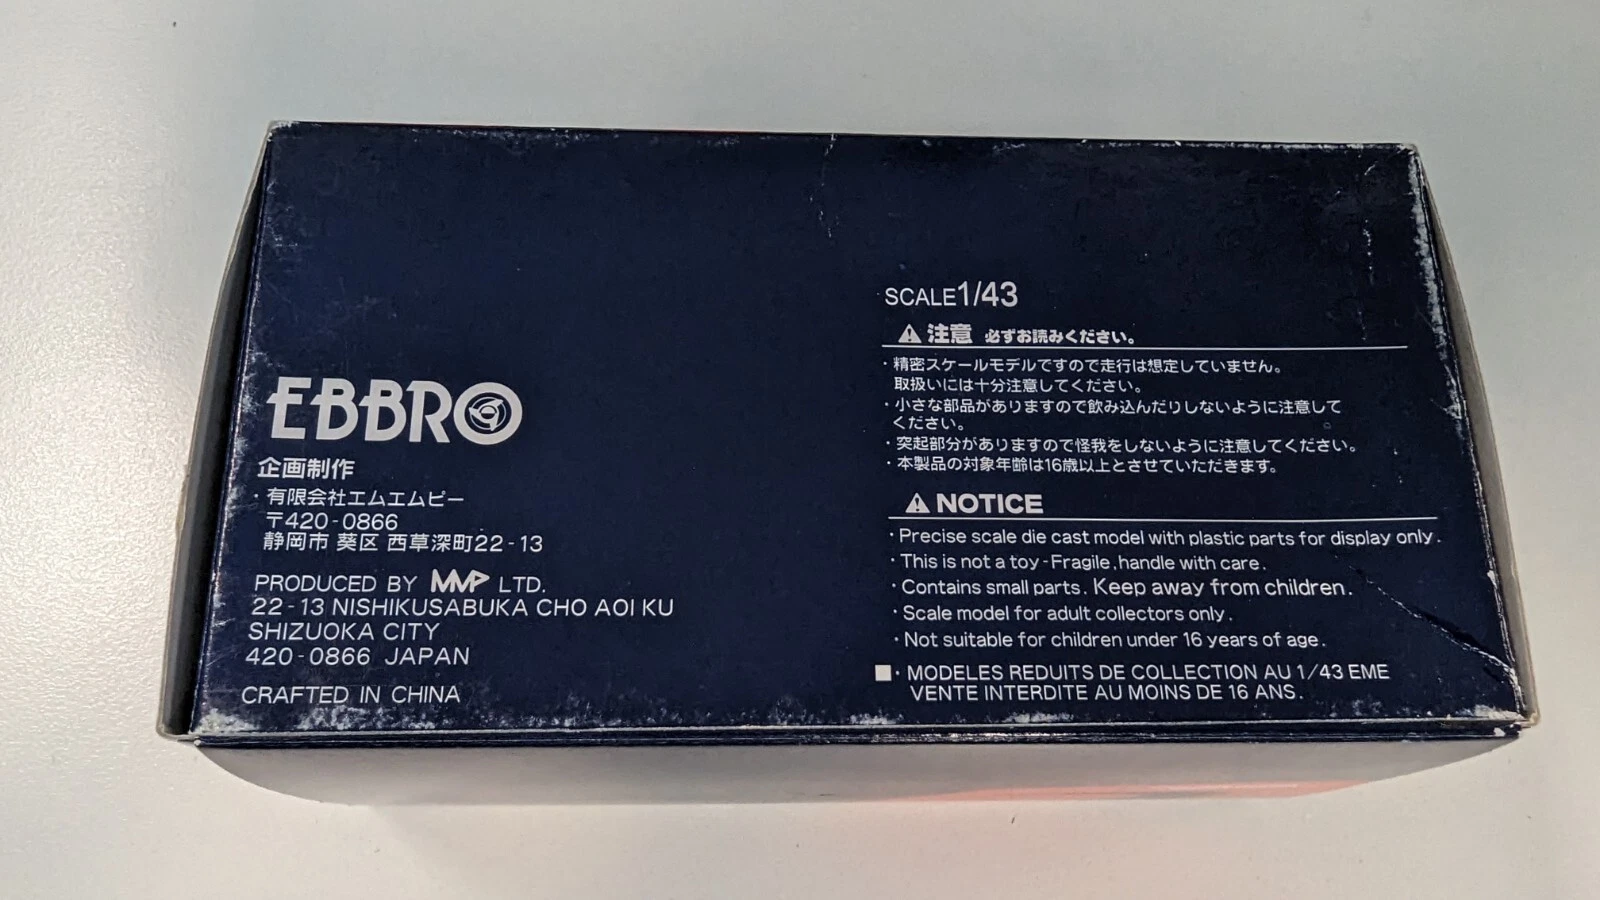 EBBRO
企画制作
・有限会社エムエムピー
〒420-0866
静岡市 葵区 西草深町22-13
PRODUCED BY MMP LTD.
22-13 NISHIKUSABUKA CHO AOI KU
SHIZUOKA CITY
420-0866 JAPAN
CRAFTED IN CHINA
SCALE1/43
注意 必ずお読みください。
・精密スケールモデルですので走行は想定していません。
取扱いには十分注意してください。
・小さな部品がありますので飲み込んだりしないように注意して
ください。
・突起部分がありますので怪我をしないように注意してください。
・本製品の対象年齢は16歳以上とさせていただきます。
NOTICE
・Precise scale die cast model with plastic parts for display only.
・This is not a toy-Fragile,handle with care.
・Contains small parts. Keep away from children.
・Scale model for adult collectors only.
・Not suitable for children under 16 years of age.
■・MODELES REDUITS DE COLLECTION AU 1/43 EME
VENTE INTERDITE AU MOINS DE 16 ANS.